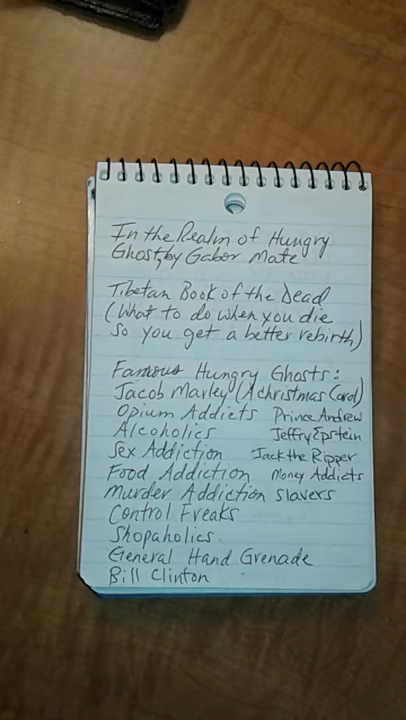 In the Realm of Hungry
Ghosts, by Gabor Mate
Tibetan Book of the Dead
(What to do when you die
so you get a better rebirth)
Famous Hungry Ghosts:
Jacob Marley (A christmas Carol)
Opium Addicts Prince Andrew
Alcoholics Jeffry Epstein
Sex Addiction Jack the Ripper
Food Addiction Money Addicts
Murder Addiction Slavers
Control Freaks
Shopaholics.
General Hand Grenade
Bill Clinton